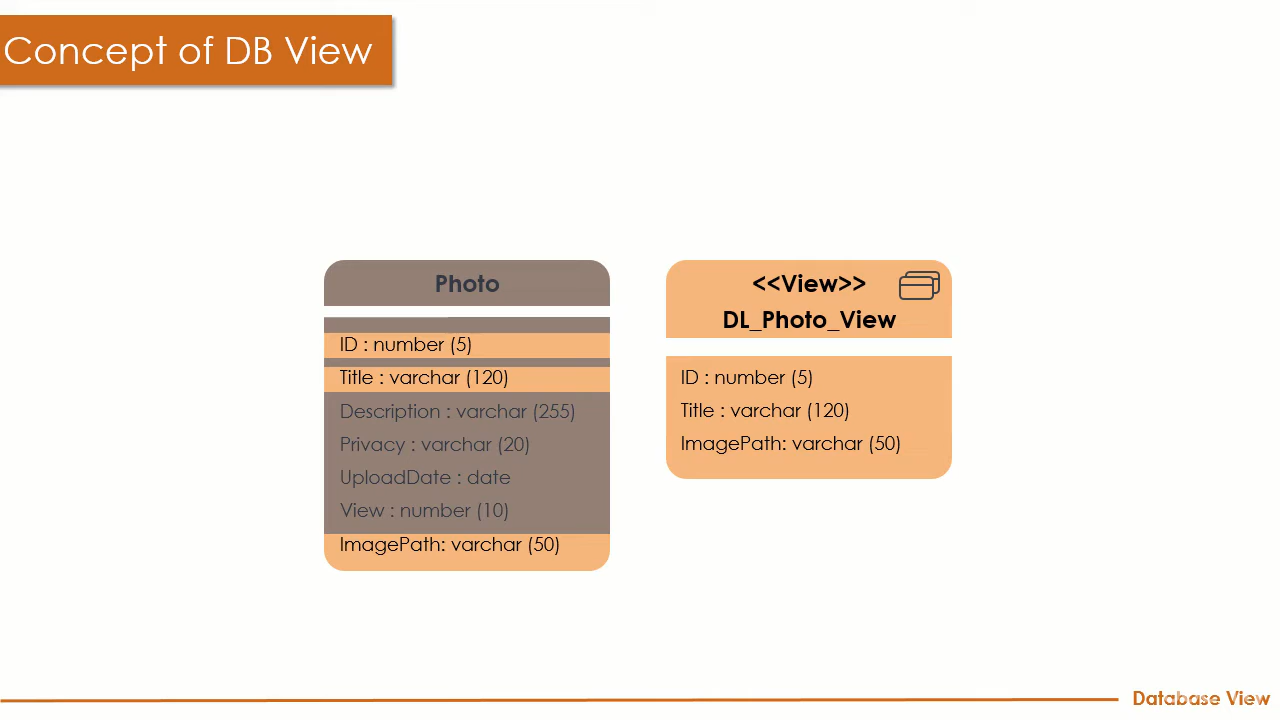 Concept of DB View
Photo
ID : number (5)
Title : varchar (120)
Description : varchar (255)
Privacy : varchar (20)
UploadDate : date
View : number (10)
ImagePath: varchar (50)
<<View>>
DL_Photo_View
ID : number (5)
Title : varchar (120)
ImagePath: varchar (50)
Database View